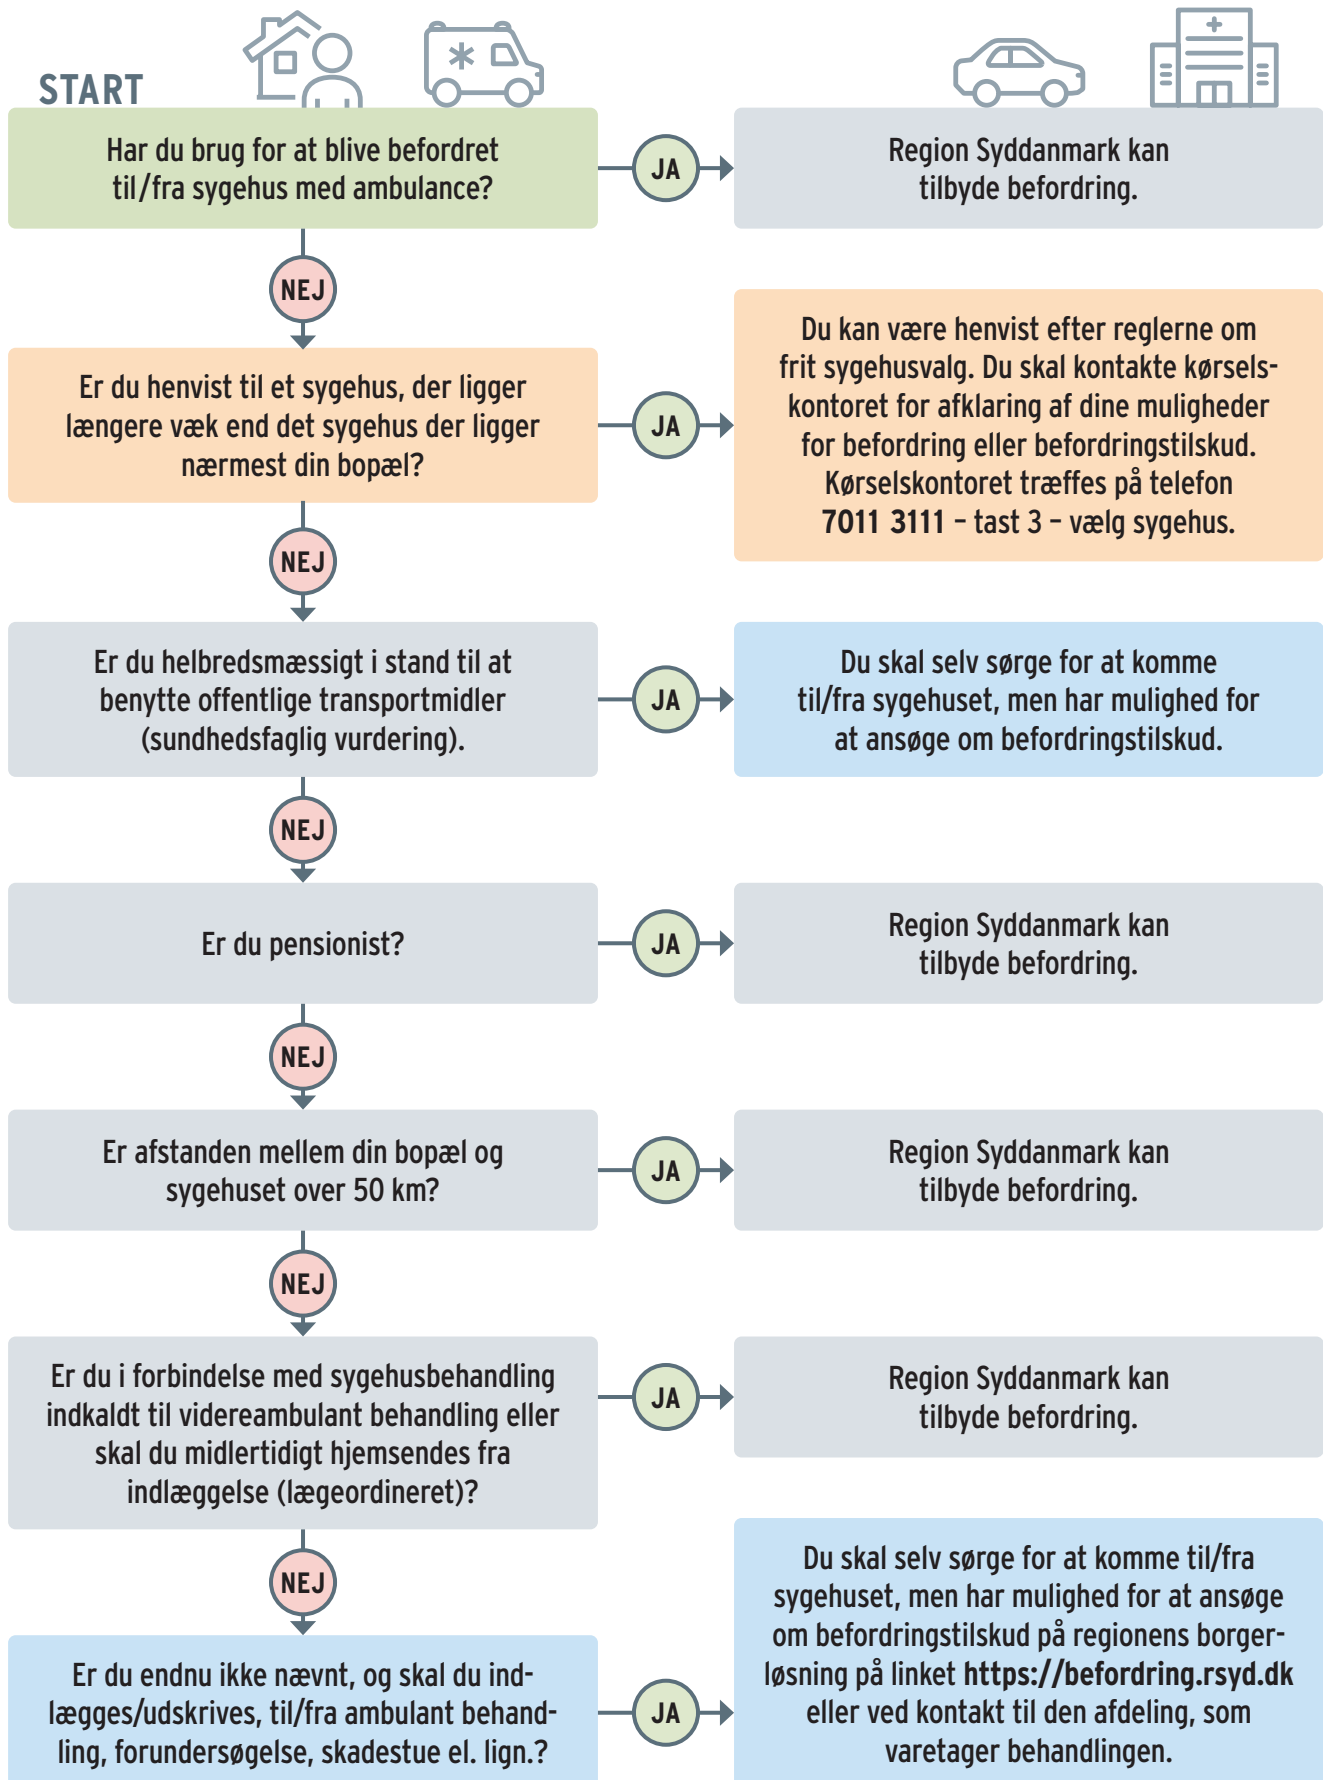 START
Har du brug for at blive befordret
til/fra sygehus med ambulance?
JA
Region Syddanmark kan
tilbyde befordring.
NEJ
Er du henvist til et sygehus, der ligger
længere væk end det sygehus der ligger
nærmest din bopæl?
JA
Du kan være henvist efter reglerne om
frit sygehusvalg. Du skal kontakte kørsels-
kontoret for afklaring af dine muligheder
for befordring eller befordringstilskud.
Kørselskontoret træffes på telefon
7011 3111 – tast 3 – vælg sygehus.
NEJ
Er du helbredsmæssigt i stand til at
benytte offentlige transportmidler
(sundhedsfaglig vurdering).
JA
Du skal selv sørge for at komme
til/fra sygehuset, men har mulighed for
at ansøge om befordringstilskud.
NEJ
Er du pensionist?
JA
Region Syddanmark kan
tilbyde befordring.
NEJ
Er afstanden mellem din bopæl og
sygehuset over 50 km?
JA
Region Syddanmark kan
tilbyde befordring.
NEJ
Er du i forbindelse med sygehusbehandling
indkaldt til videreambulant behandling eller
skal du midlertidigt hjemsendes fra
indlæggelse (lægeordineret)?
JA
Region Syddanmark kan
tilbyde befordring.
NEJ
Er du endnu ikke nævnt, og skal du ind-
lægges/udskrives, til/fra ambulant behand-
ling, forundersøgelse, skadestue el. lign.?
JA
Du skal selv sørge for at komme til/fra
sygehuset, men har mulighed for at ansøge
om befordringstilskud på regionens borger-
løsning på linket https://befordring.rsyd.dk
eller ved kontakt til den afdeling, som
varetager behandlingen.